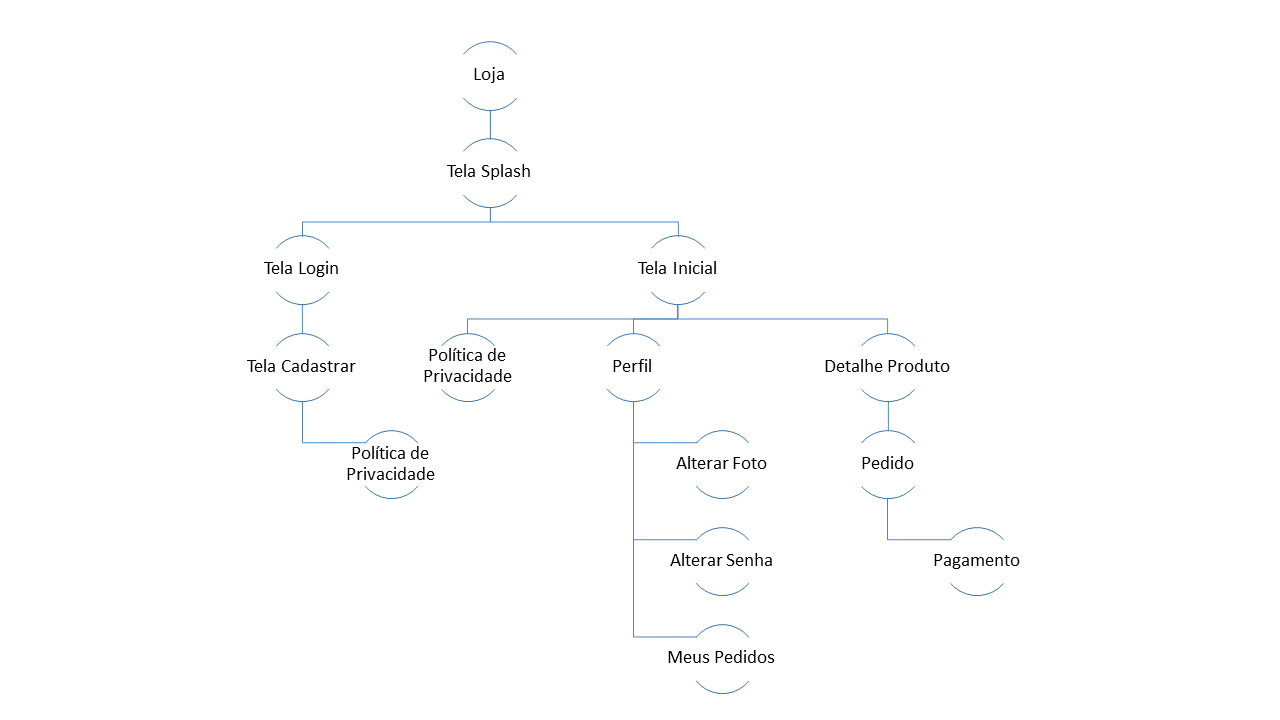 Loja
Tela Splash
Tela Login
Tela Inicial
Tela Cadastrar
Política de
Privacidade
Perfil
Detalhe Produto
Política de
Privacidade
Alterar Foto
Pedido
Alterar Senha
Pagamento
Meus Pedidos